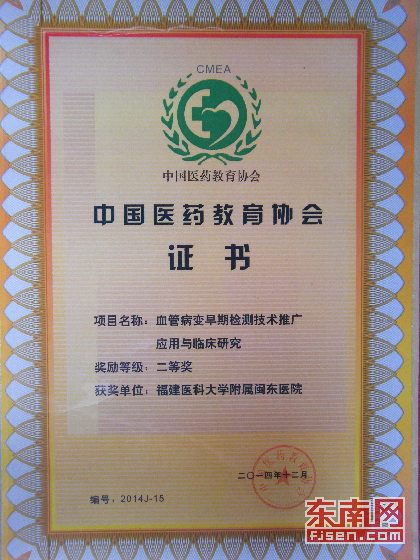 CMEA
中国医药教育协会
中国医药教育协会
证书
项目名称：血管病变早期检测技术推广
应用与临床研究
奖励等级：二等奖
获奖单位：福建医科大学附属闽东医院
二〇一四年十二月
编号：2014J-15
东南网
FJSEN.COM